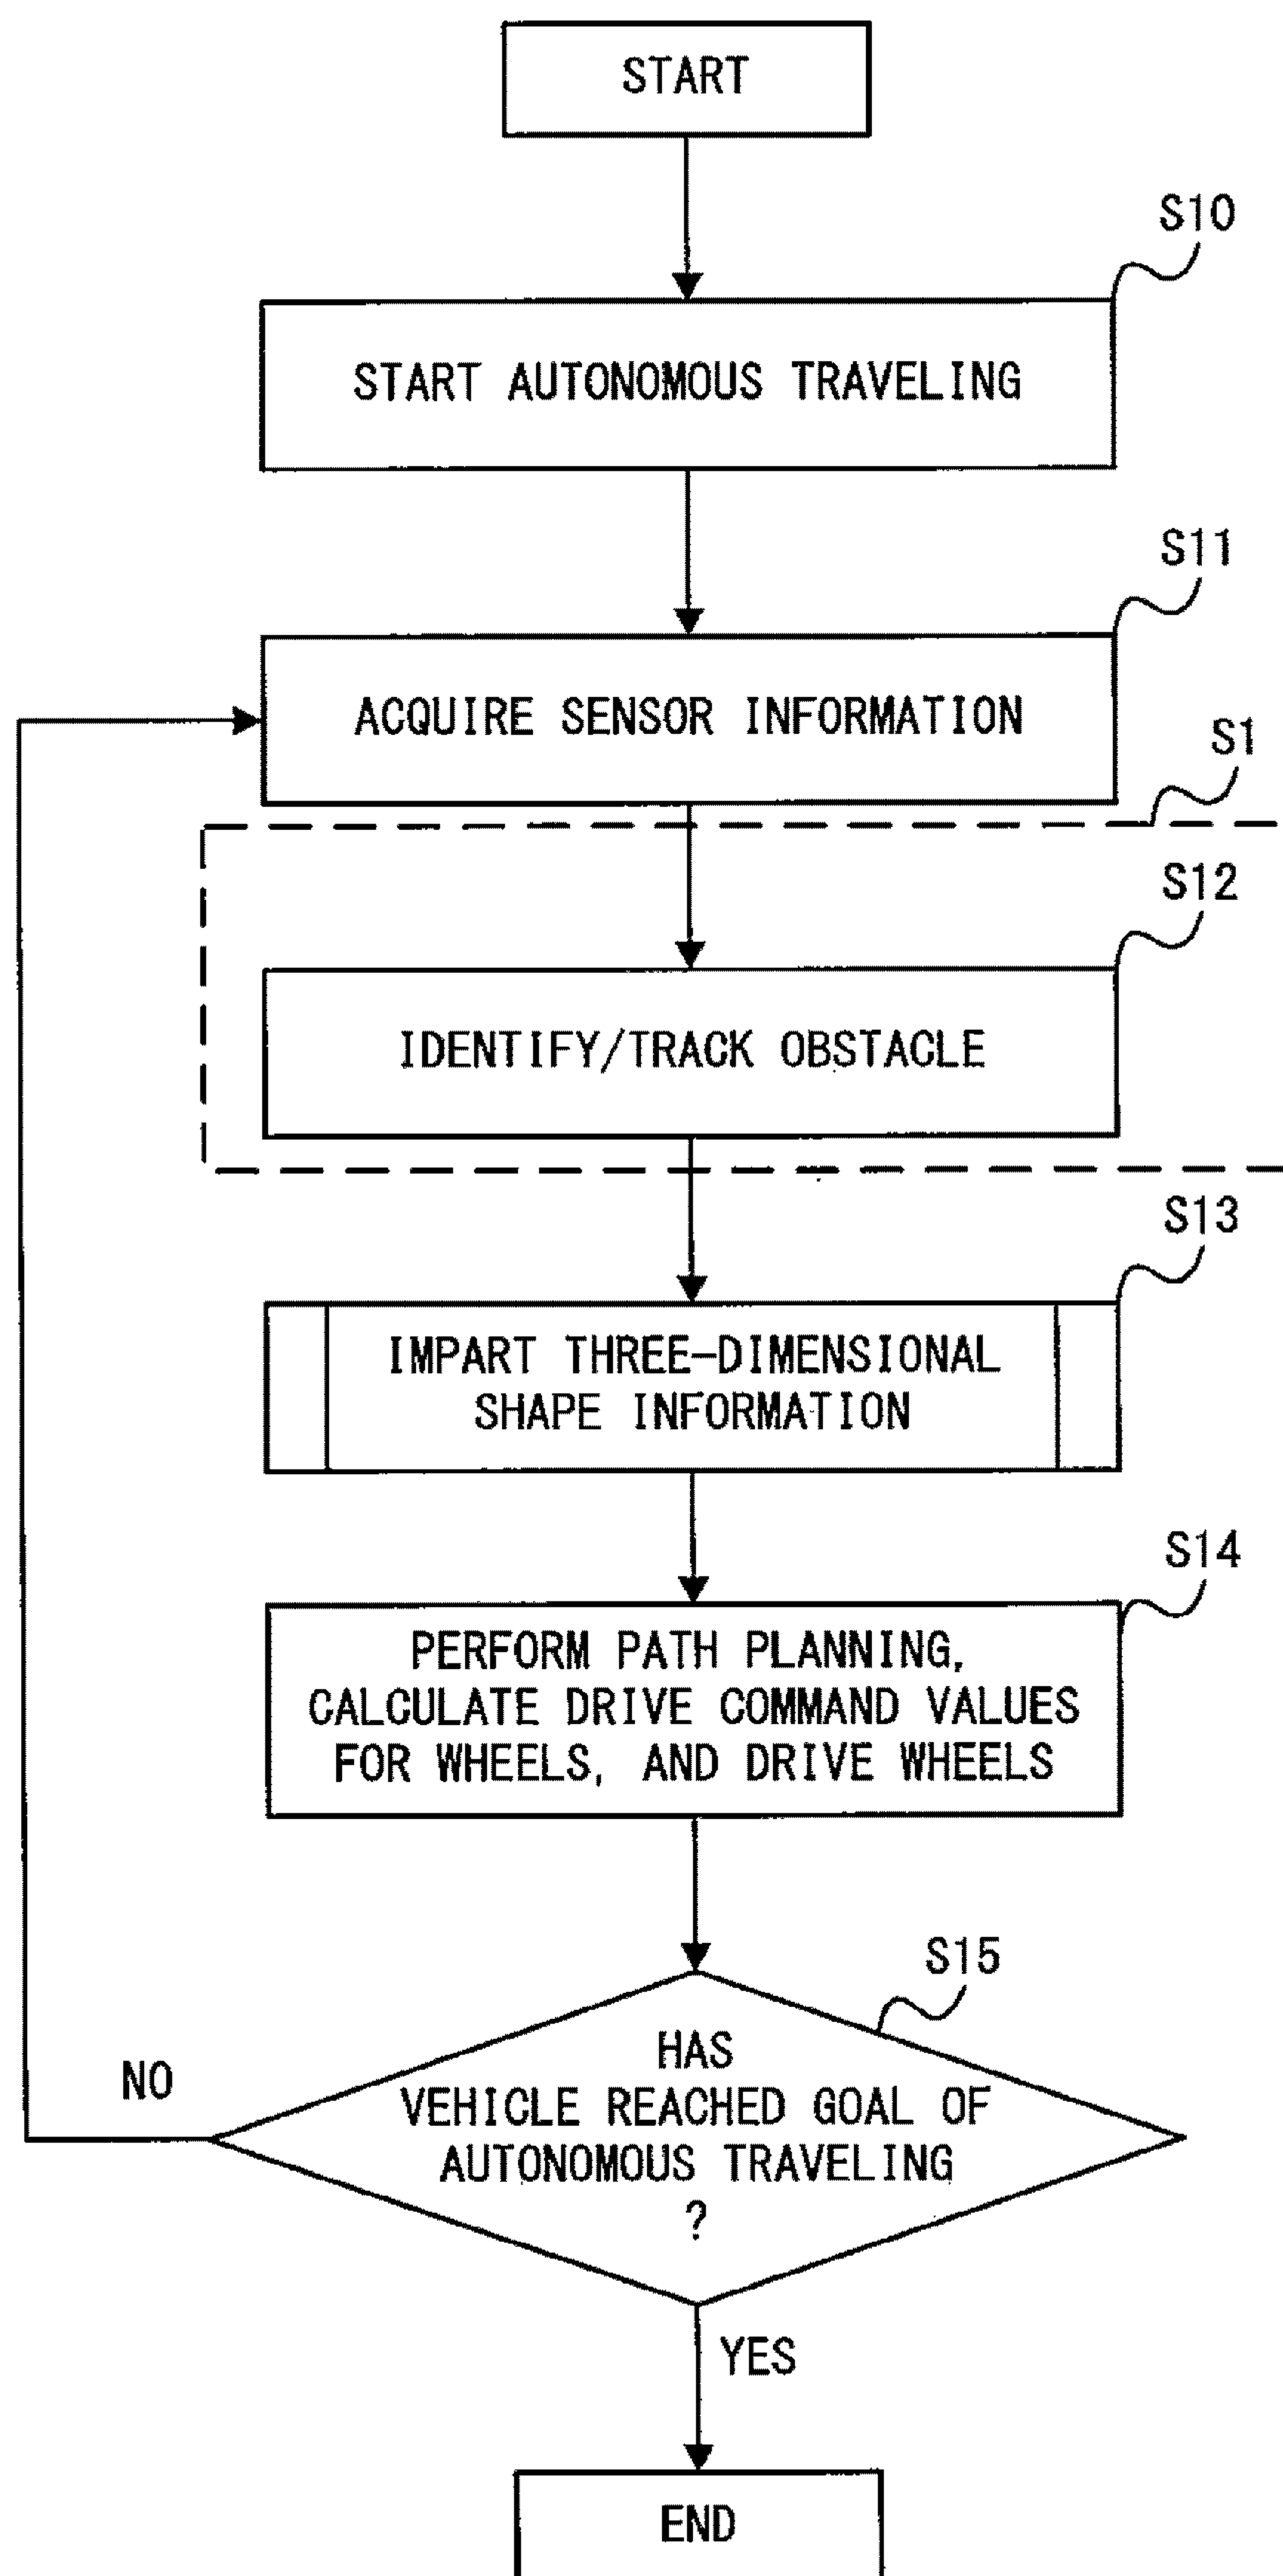 START
S10
START AUTONOMOUS TRAVELING
S11
ACQUIRE SENSOR INFORMATION
S1
S12
IDENTIFY/TRACK OBSTACLE
S13
IMPART THREE-DIMENSIONAL
SHAPE INFORMATION
S14
PERFORM PATH PLANNING,
CALCULATE DRIVE COMMAND VALUES
FOR WHEELS, AND DRIVE WHEELS
S15
HAS
VEHICLE REACHED GOAL OF
AUTONOMOUS TRAVELING
?
NO
YES
END